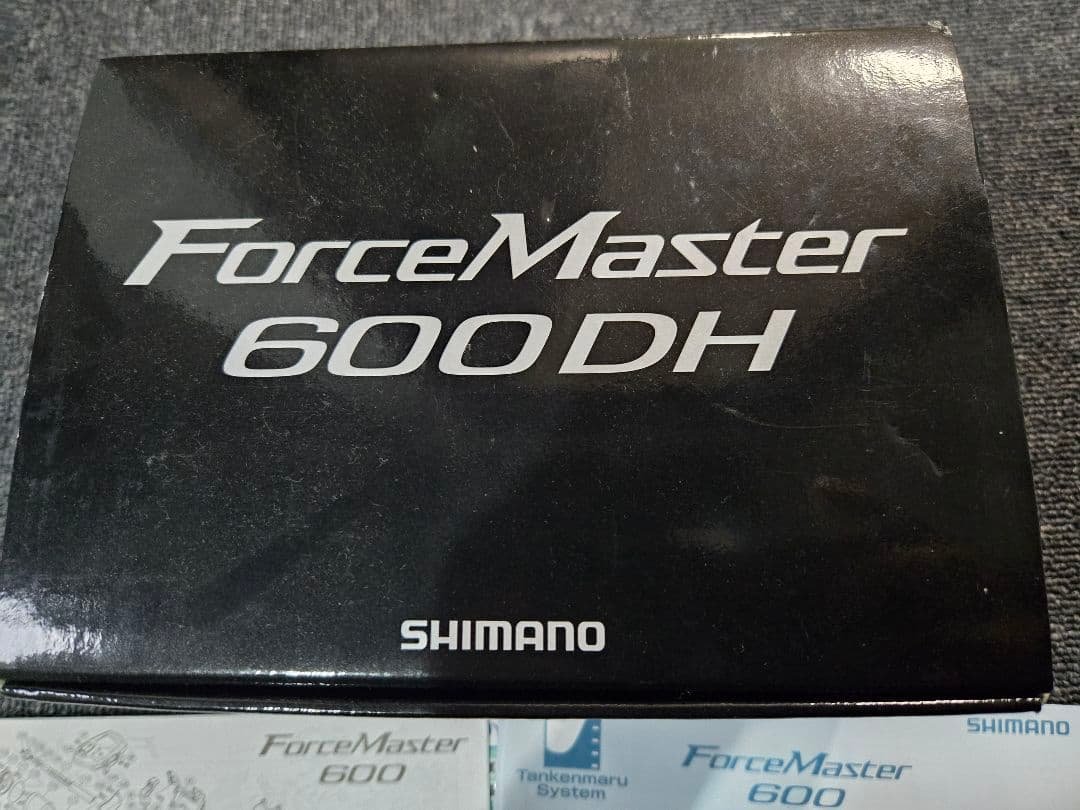 ForceMaster
600DH
SHIMANO
ForceMaster
600
Tankenmaru
System
SHIMANO
ForceMaster
600